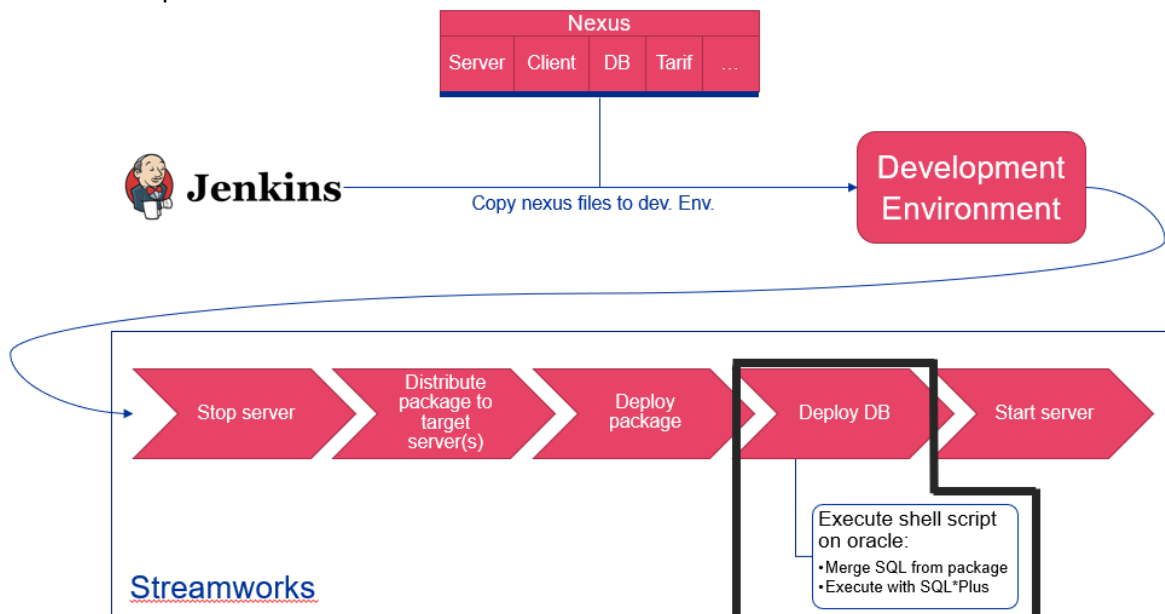 Nexus
Server
Client
DB
Tarif
...
Jenkins
Copy nexus files to dev. Env.
Development
Environment
Stop server
Distribute
package to
target
server(s)
Deploy
package
Deploy DB
Start server
Execute shell script
on oracle:
•Merge SQL from package
•Execute with SQL*Plus
Streamworks